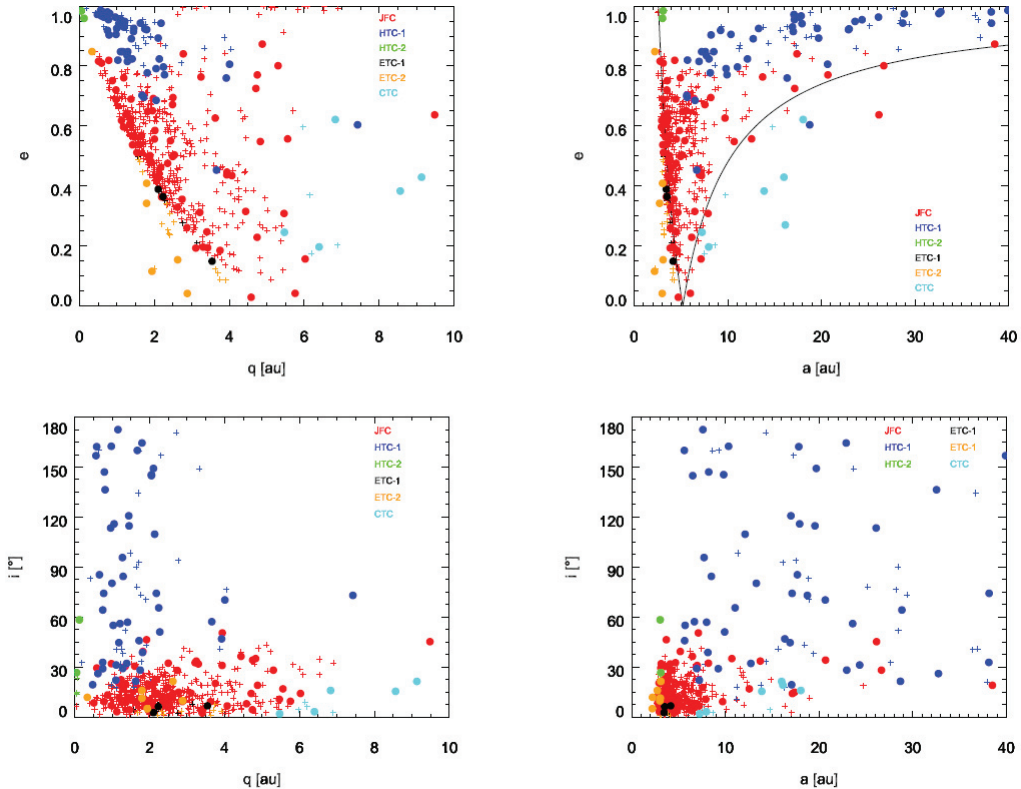 1.0
0.8
0.6
0.4
0.2
0.0
e
0 2 4 6 8 10
q [au]
JFC
HTC-1
HTC-2
ETC-1
ETC-2
CTC
1.0
0.8
0.6
0.4
0.2
0.0
e
0 10 20 30 40
a [au]
JFC
HTC-1
HTC-2
ETC-1
ETC-2
CTC
180
150
120
90
60
30
0
i [°]
0 2 4 6 8 10
q [au]
JFC
HTC-1
HTC-2
ETC-1
ETC-2
CTC
180
150
120
90
60
30
0
i [°]
0 10 20 30 40
a [au]
JFC ETC-1
HTC-1 ETC-1
HTC-2 CTC